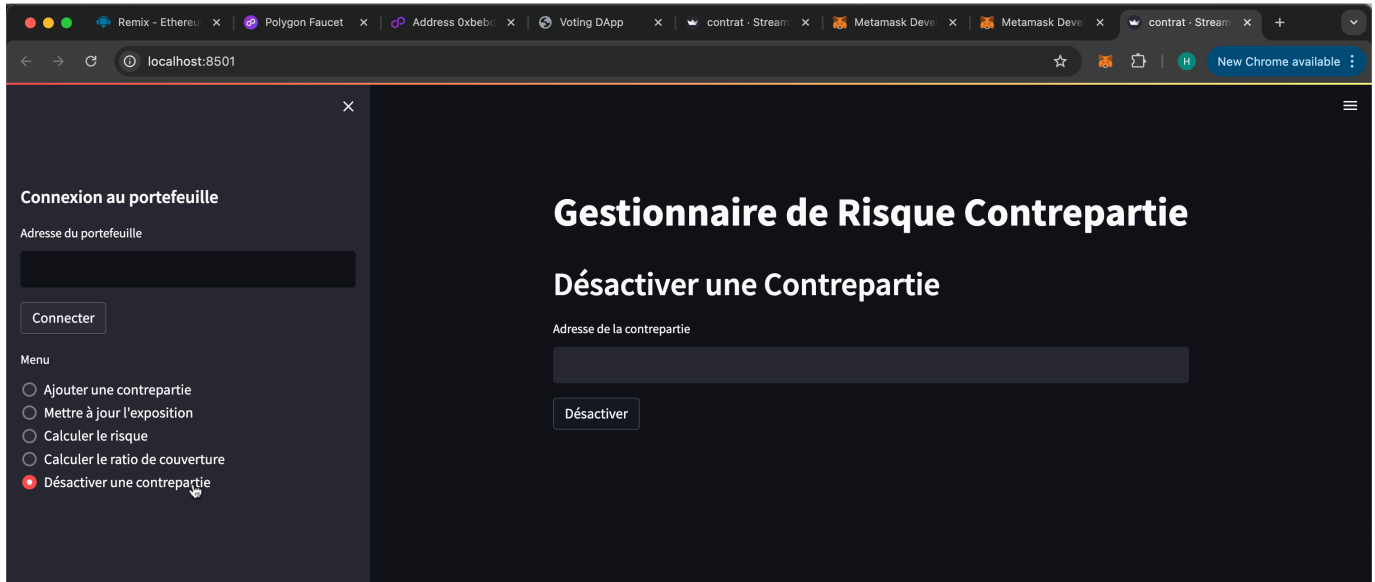 Remix - Ethereu
Polygon Faucet
Address 0xbebd
Voting DApp
contrat · Stream
Metamask Deve
Metamask Deve
contrat · Stream
localhost:8501
H
New Chrome available
Connexion au portefeuille
Adresse du portefeuille
Connecter
Menu
Ajouter une contrepartie
Mettre à jour l'exposition
Calculer le risque
Calculer le ratio de couverture
Désactiver une contrepartie
Gestionnaire de Risque Contrepartie
Désactiver une Contrepartie
Adresse de la contrepartie
Désactiver